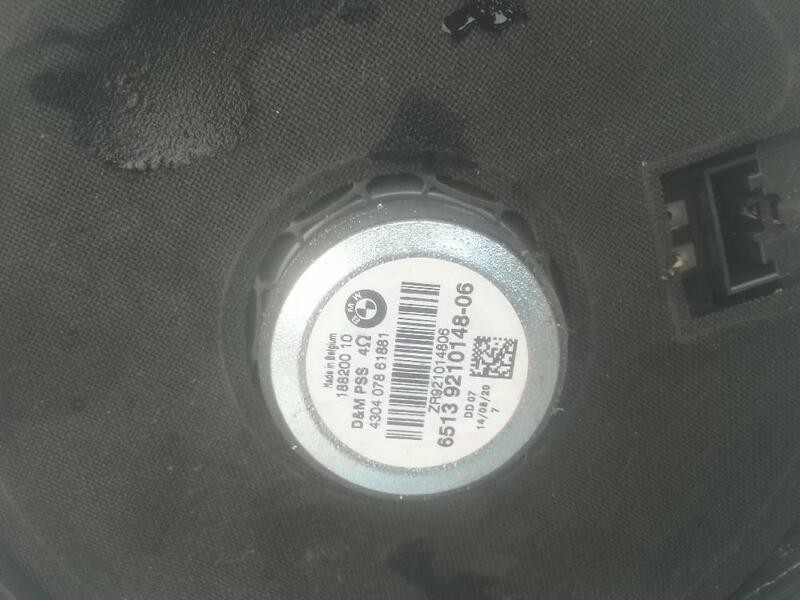 BMW
Made in Belgium
188200 10
D&M PSS 4Ω
4304 078 61881
ZR921014806
6513 9210148-06
DD 07
14/08/20
7